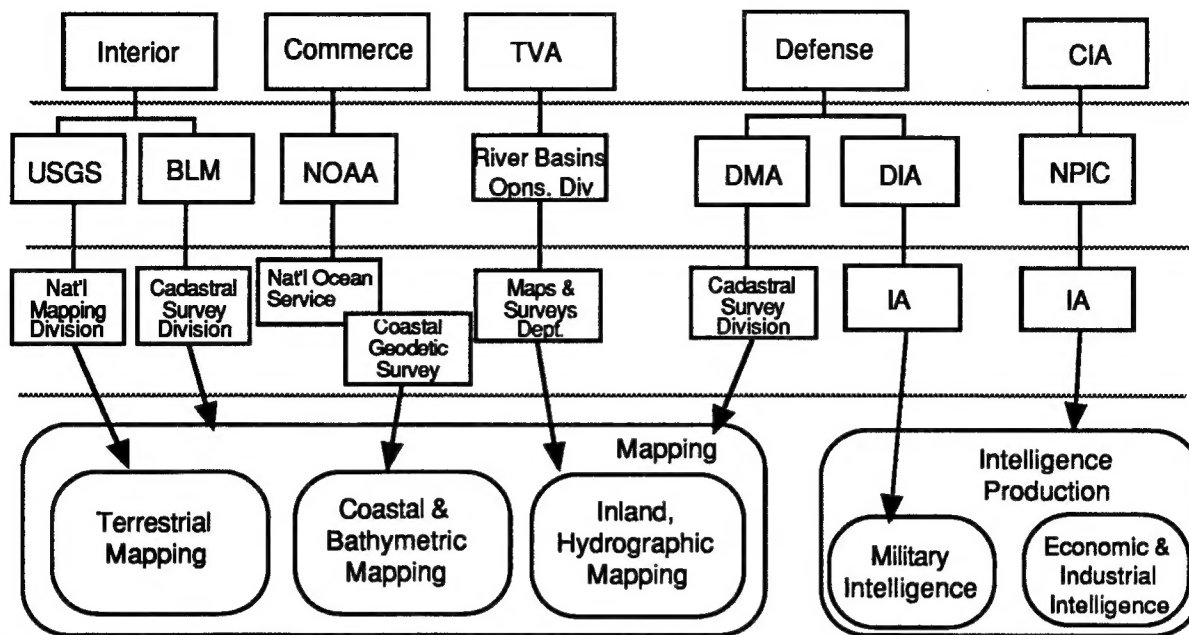 Interior
Commerce
TVA
Defense
CIA
USGS
BLM
NOAA
River Basins
Opns. Div
DMA
DIA
NPIC
Nat'l
Mapping
Division
Cadastral
Survey
Division
Nat'l Ocean
Service
Coastal
Geodetic
Survey
Maps &
Surveys
Dept.
Cadastral
Survey
Division
IA
IA
Mapping
Terrestrial
Mapping
Coastal &
Bathymetric
Mapping
Inland,
Hydrographic
Mapping
Intelligence
Production
Military
Intelligence
Economic &
Industrial
Intelligence